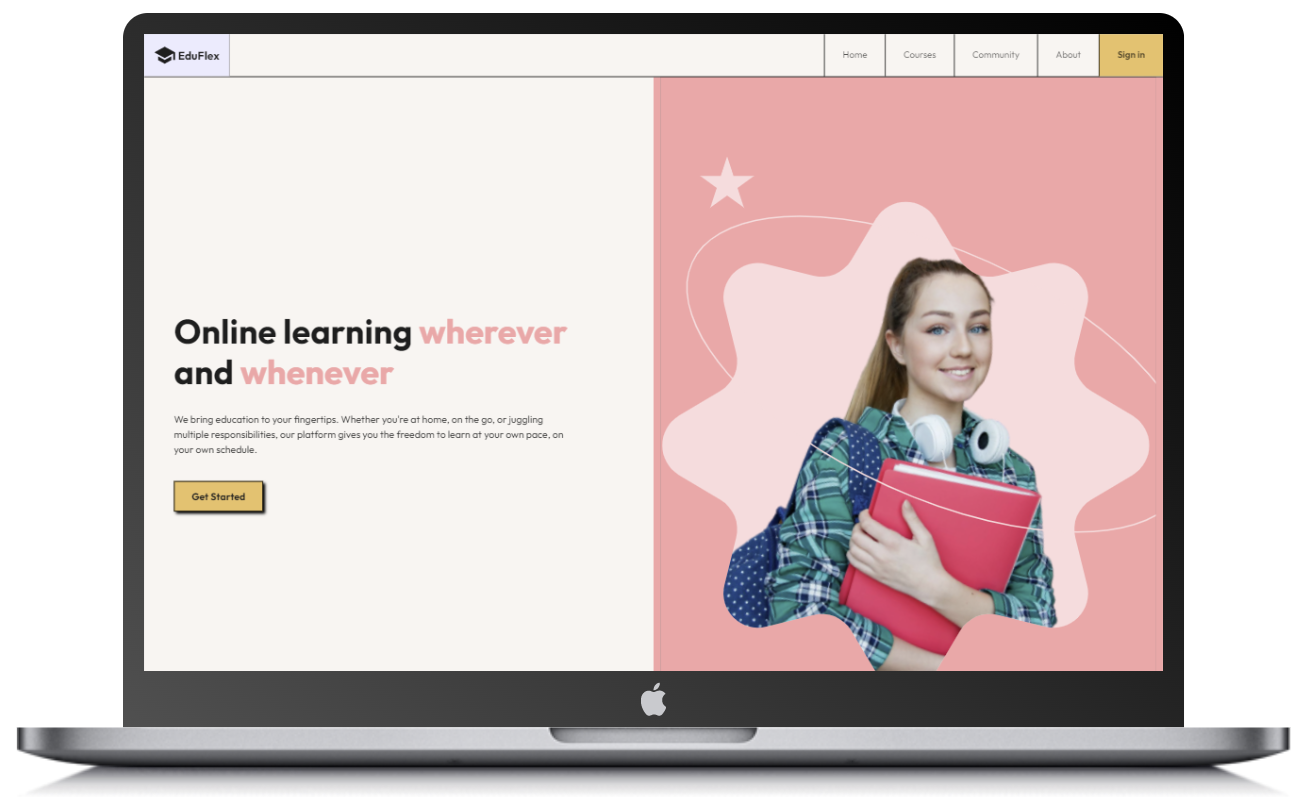 EduFlex
Home
Courses
Community
About
Sign in
Online learning wherever
and whenever
We bring education to your fingertips. Whether you're at home, on the go, or juggling
multiple responsibilities, our platform gives you the freedom to learn at your own pace, on
your own schedule.
Get Started